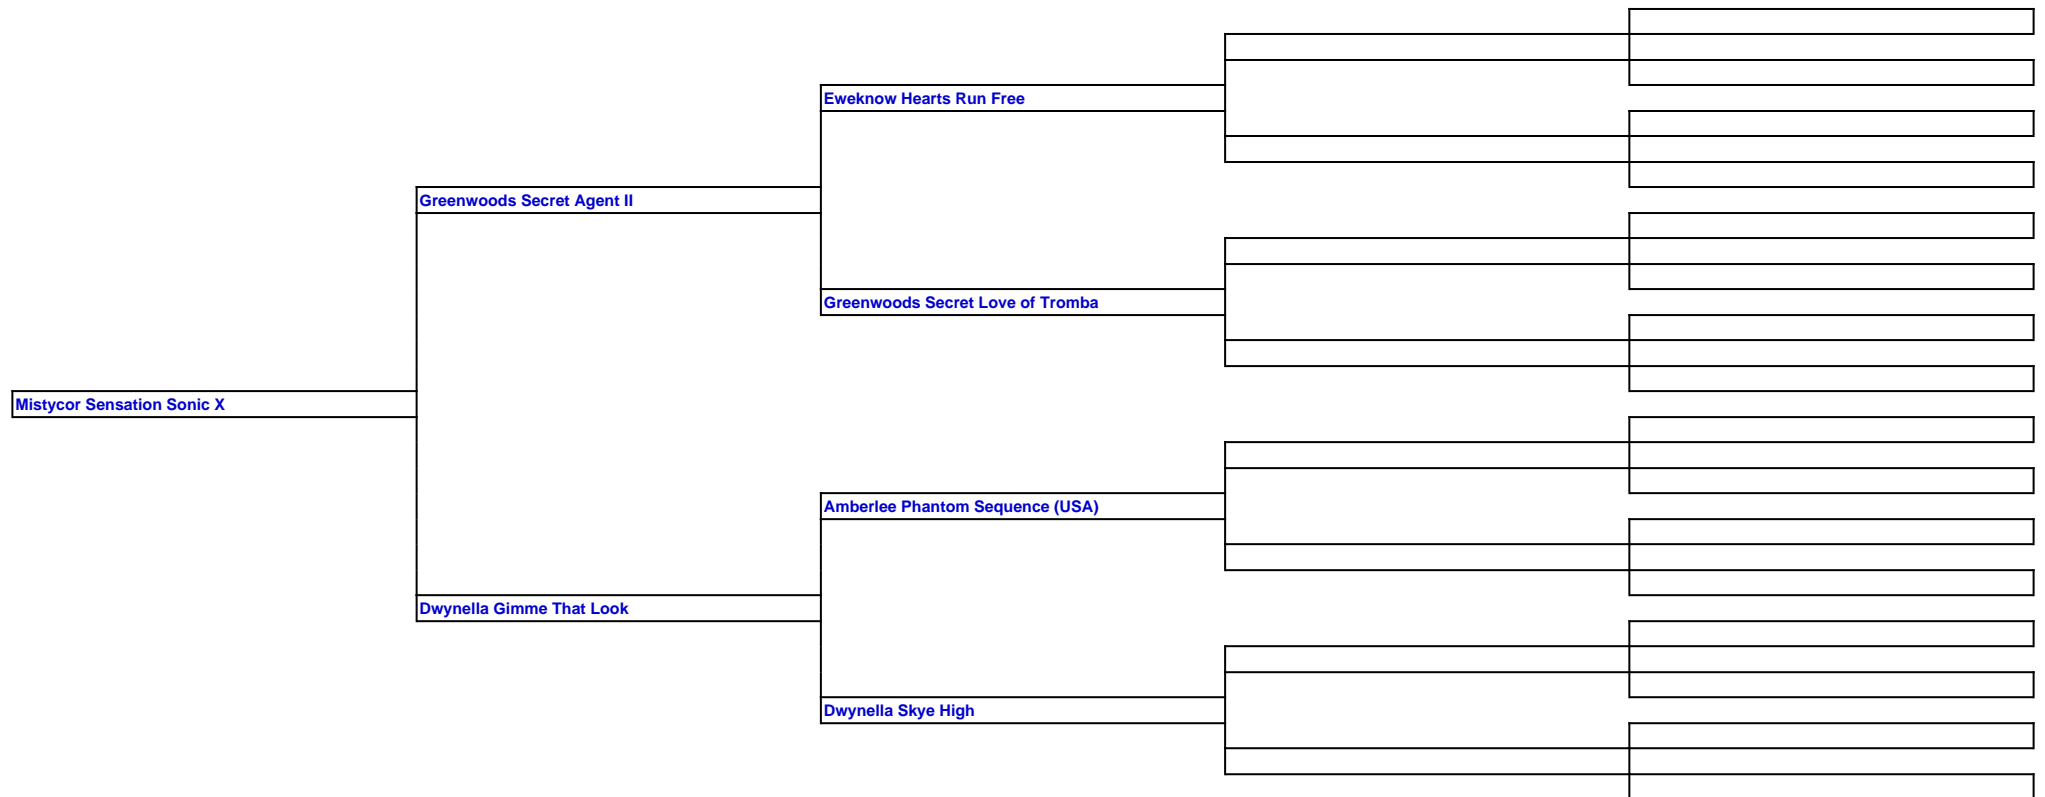 Eweknow Hearts Run Free
Greenwoods Secret Agent II
Greenwoods Secret Love of Tromba
Mistycor Sensation Sonic X
Amberlee Phantom Sequence (USA)
Dwynella Gimme That Look
Dwynella Skye High